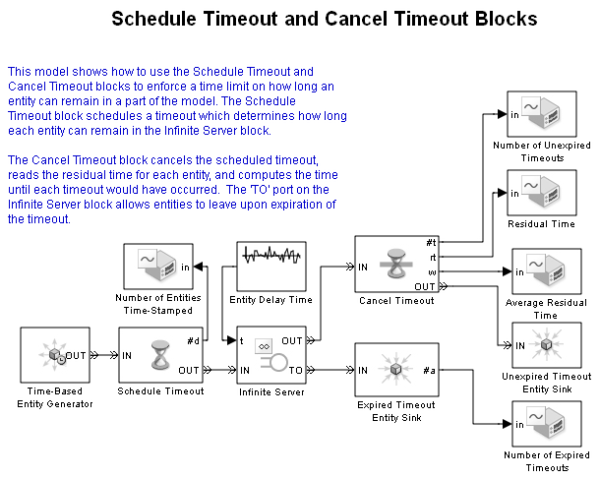 Schedule Timeout and Cancel Timeout Blocks
This model shows how to use the Schedule Timeout and
Cancel Timeout blocks to enforce a time limit on how long an
entity can remain in a part of the model. The Schedule
Timeout block schedules a timeout which determines how long
each entity can remain in the Infinite Server block.
The Cancel Timeout block cancels the scheduled timeout,
reads the residual time for each entity, and computes the time
until each timeout would have occurred. The 'TO' port on the
Infinite Server block allows entities to leave upon expiration of
the timeout.
in
Number of Unexpired
Timeouts
in
Residual Time
in
Number of Entities
Time-Stamped
Entity Delay Time
IN
#t
rt
w
OUT
Cancel Timeout
in
Average Residual
Time
OUT
Time-Based
Entity Generator
IN
#d
OUT
Schedule Timeout
t
IN
∞
OUT
TO
Infinite Server
IN
#a
Expired Timeout
Entity Sink
IN
Unexpired Timeout
Entity Sink
in
Number of Expired
Timeouts